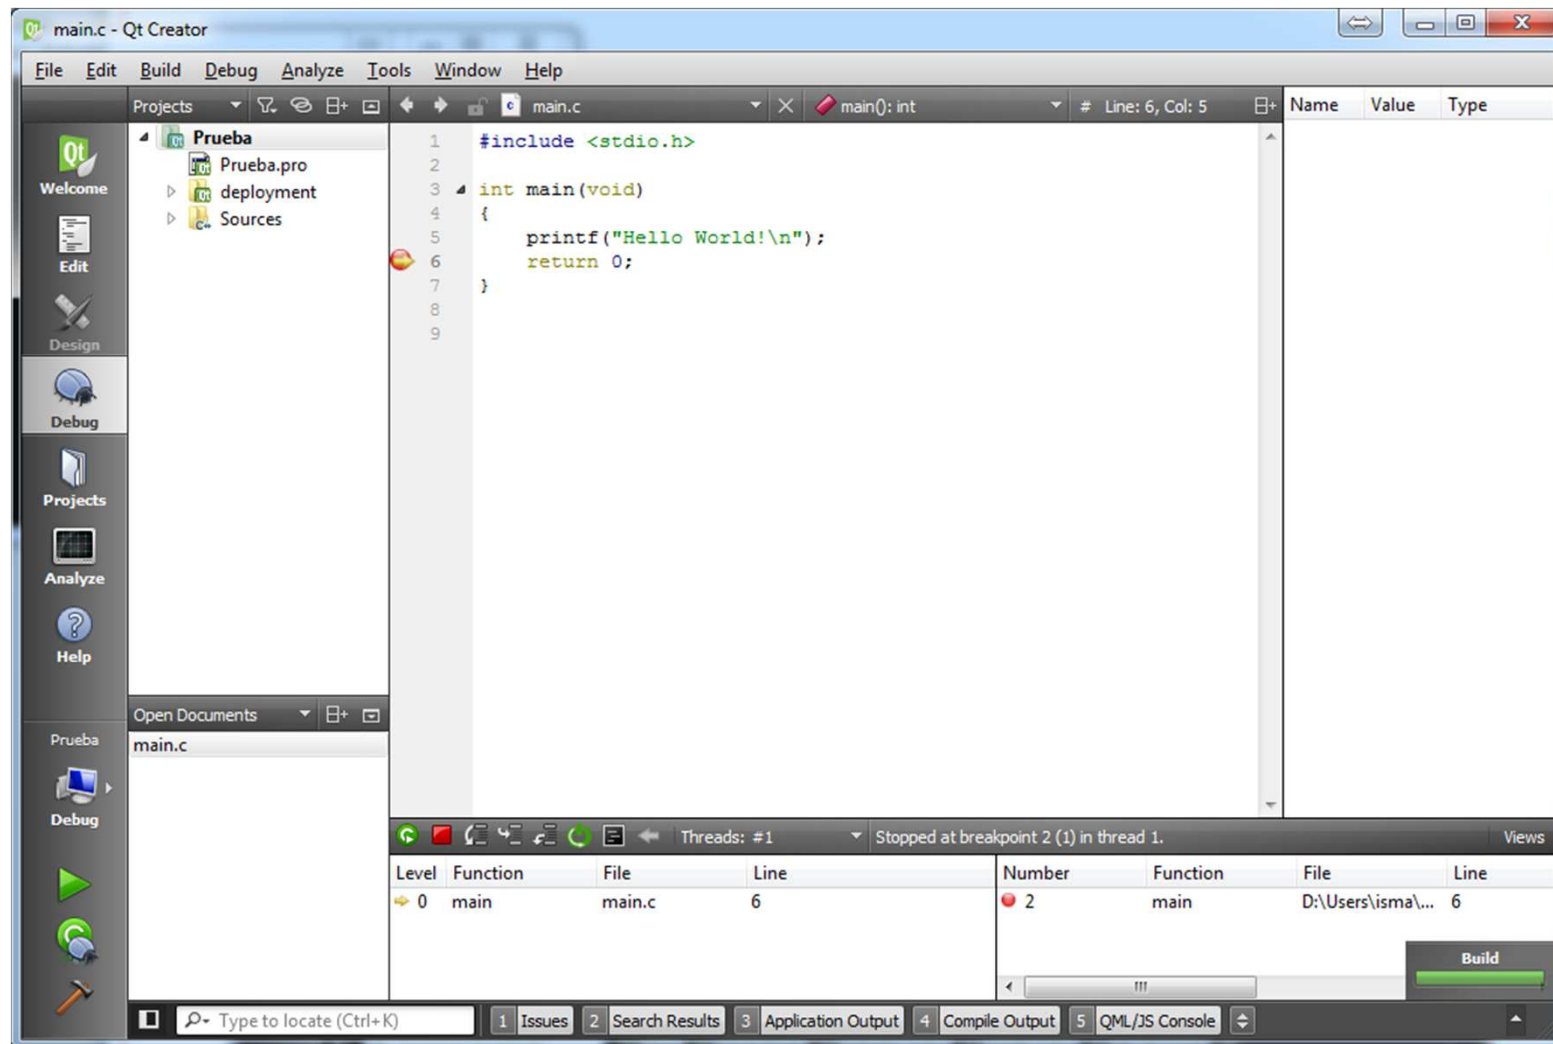 main.c - Qt Creator
File Edit Build Debug Analyze Tools Window Help
Projects main.c main(): int # Line: 6, Col: 5 Name Value Type
Qt
Welcome
Edit
Design
Debug
Projects
Analyze
Help
Prueba
Debug
Prueba
Prueba.pro
deployment
Sources
Open Documents
main.c
1 #include <stdio.h>
2
3 int main(void)
4 {
5 printf("Hello World!\n");
6 return 0;
7 }
8
9
Threads: #1 Stopped at breakpoint 2 (1) in thread 1. Views
Level Function File Line
0 main main.c 6
Number Function File Line
2 main D:\Users\isma\... 6
Build
Type to locate (Ctrl+K) 1 Issues 2 Search Results 3 Application Output 4 Compile Output 5 QML/JS Console